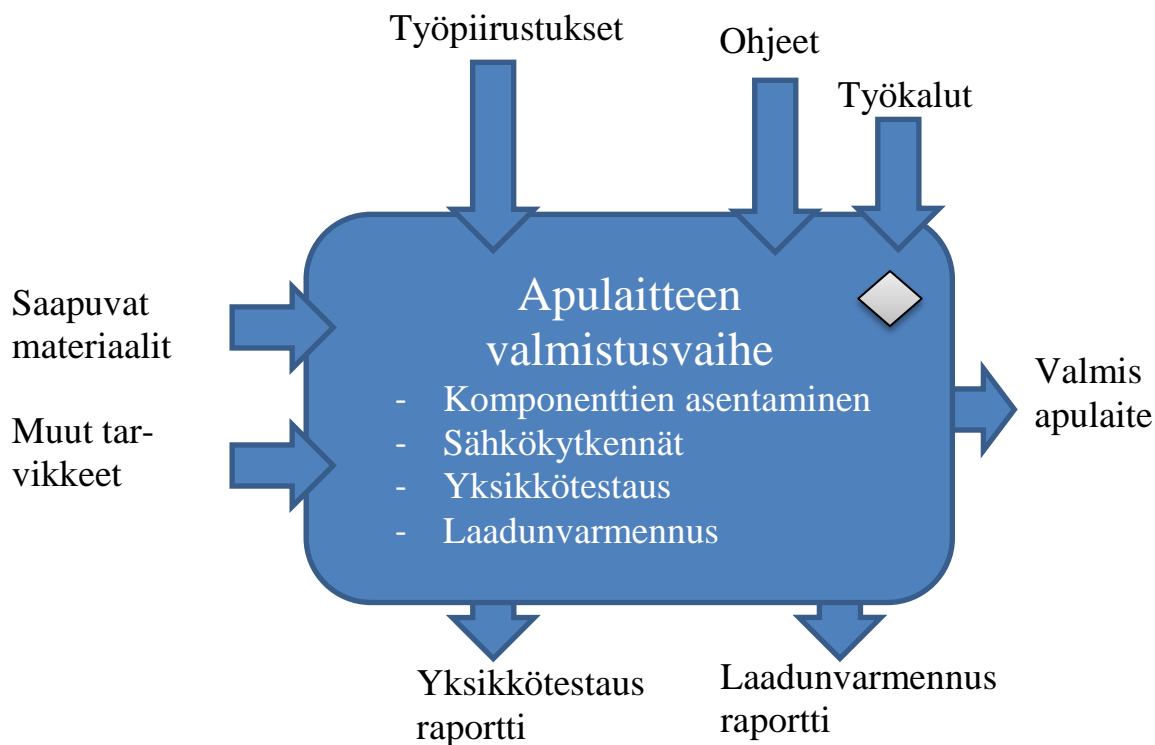 Työpiirustukset
Ohjeet
Työkalut
Saapuvat
materiaalit
Muut tar-
vikkeet
Apulaitteen
valmistusvaihe
- Komponenttien asentaminen
- Sähkökytkennät
- Yksikkötestaus
- Laadunvarmennus
Valmis
apulaite
Yksikkötestaus
raportti
Laadunvarmennus
raportti